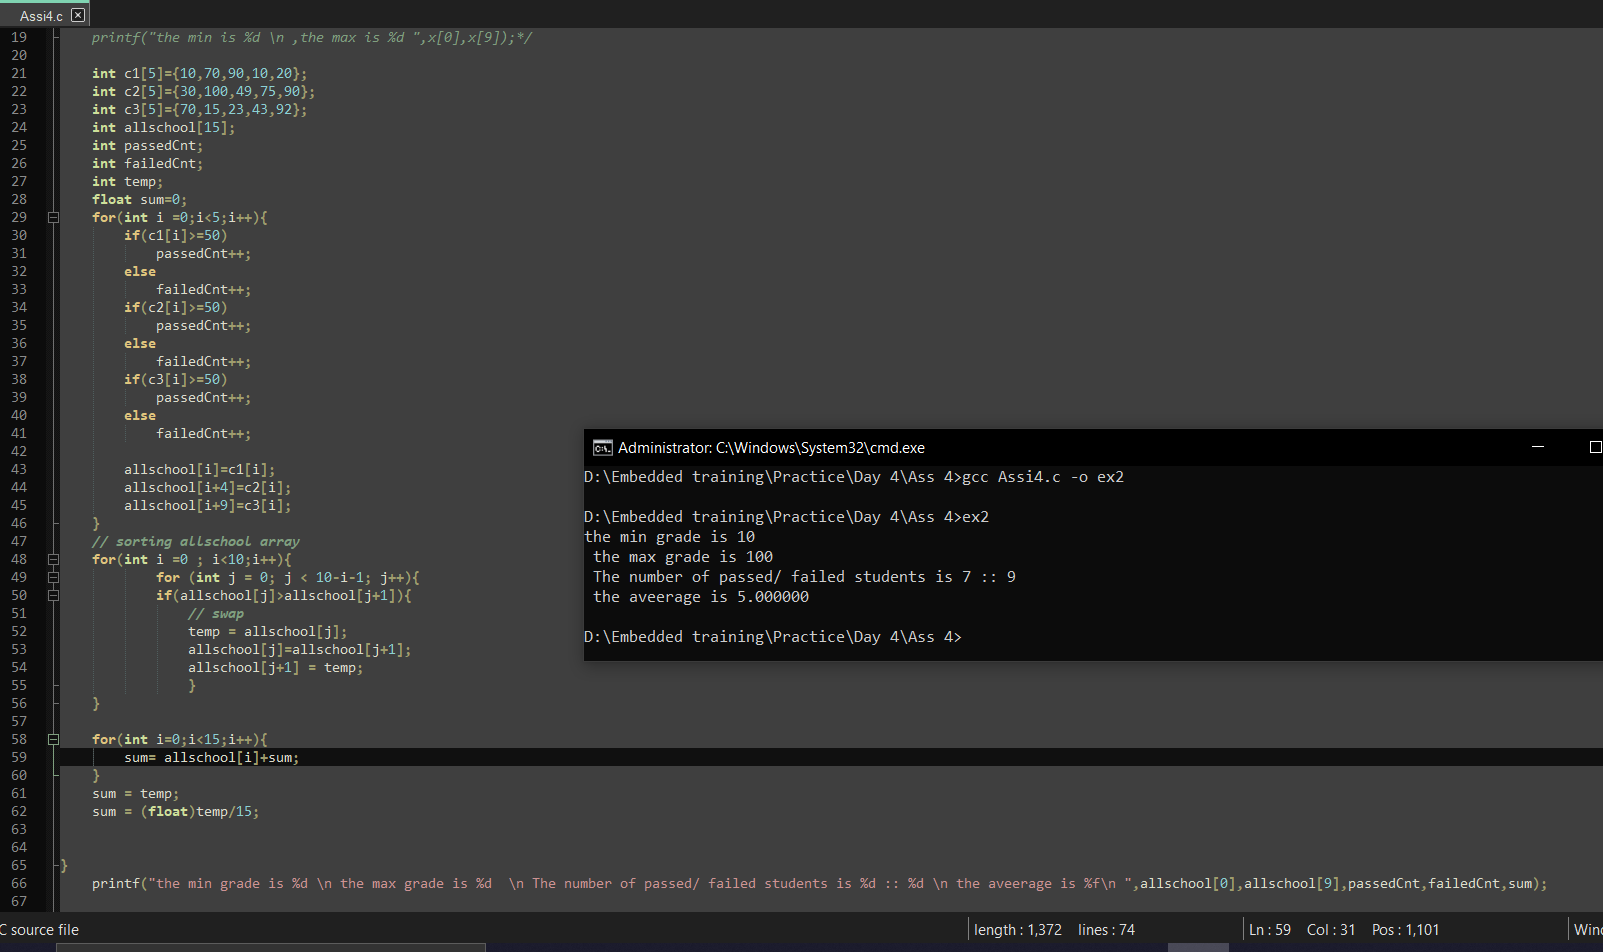 Assi4.c
19 printf("the min is %d \n ,the max is %d ",x[0],x[9]);*/
20
21 int c1[5]={10,70,90,10,20};
22 int c2[5]={30,100,49,75,90};
23 int c3[5]={70,15,23,43,92};
24 int allschool[15];
25 int passedCnt;
26 int failedCnt;
27 int temp;
28 float sum=0;
29 for(int i =0;i<5;i++){
30 if(c1[i]>=50)
31 passedCnt++;
32 else
33 failedCnt++;
34 if(c2[i]>=50)
35 passedCnt++;
36 else
37 failedCnt++;
38 if(c3[i]>=50)
39 passedCnt++;
40 else
41 failedCnt++;
42
43 allschool[i]=c1[i];
44 allschool[i+4]=c2[i];
45 allschool[i+9]=c3[i];
46 }
47 // sorting allschool array
48 for(int i =0 ; i<10;i++){
49 for (int j = 0; j < 10-i-1; j++){
50 if(allschool[j]>allschool[j+1]){
51 // swap
52 temp = allschool[j];
53 allschool[j]=allschool[j+1];
54 allschool[j+1] = temp;
55 }
56 }
57
58 for(int i=0;i<15;i++){
59 sum= allschool[i]+sum;
60 }
61 sum = temp;
62 sum = (float)temp/15;
63
64
65 }
66 printf("the min grade is %d \n the max grade is %d  \n The number of passed/ failed students is %d :: %d \n the aveerage is %f\n ",allschool[0],allschool[9],passedCnt,failedCnt,sum);
67
Administrator: C:\Windows\System32\cmd.exe
D:\Embedded training\Practice\Day 4\Ass 4>gcc Assi4.c -o ex2
D:\Embedded training\Practice\Day 4\Ass 4>ex2
the min grade is 10
the max grade is 100
The number of passed/ failed students is 7 :: 9
the aveerage is 5.000000
D:\Embedded training\Practice\Day 4\Ass 4>
C source file length : 1,372 lines : 74 Ln : 59 Col : 31 Pos : 1,101 Winc